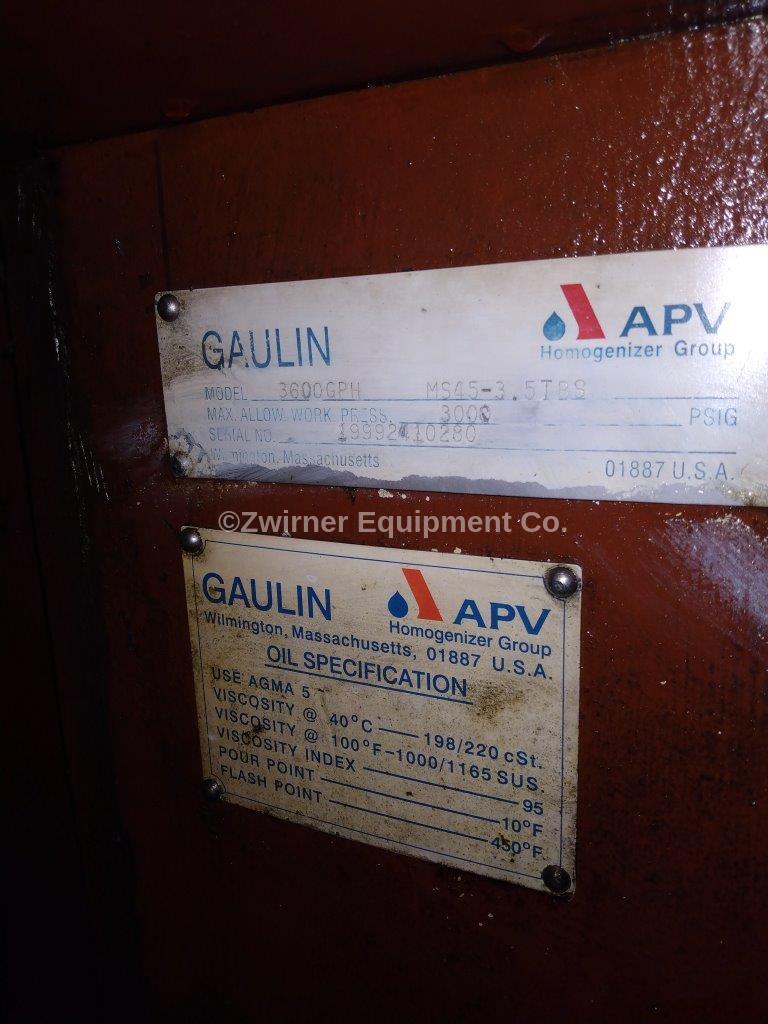 GAULIN
APV
Homogenizer Group
MODEL 3600GPH MS45-3.5TBS
MAX. ALLOW. WORK. PRESS. 3000 PSIG
SERIAL NO. 19992410280
Wilmington, Massachusetts 01887 U.S.A.
©Zwirner Equipment Co.
GAULIN
APV
Homogenizer Group
Wilmington, Massachusetts, 01887 U.S.A.
OIL SPECIFICATION
USE AGMA 5
VISCOSITY @ 40°C — 198/220 cSt.
VISCOSITY @ 100°F-1000/1165 SUS.
VISCOSITY INDEX — 95
POUR POINT — 10°F
FLASH POINT — 450°F